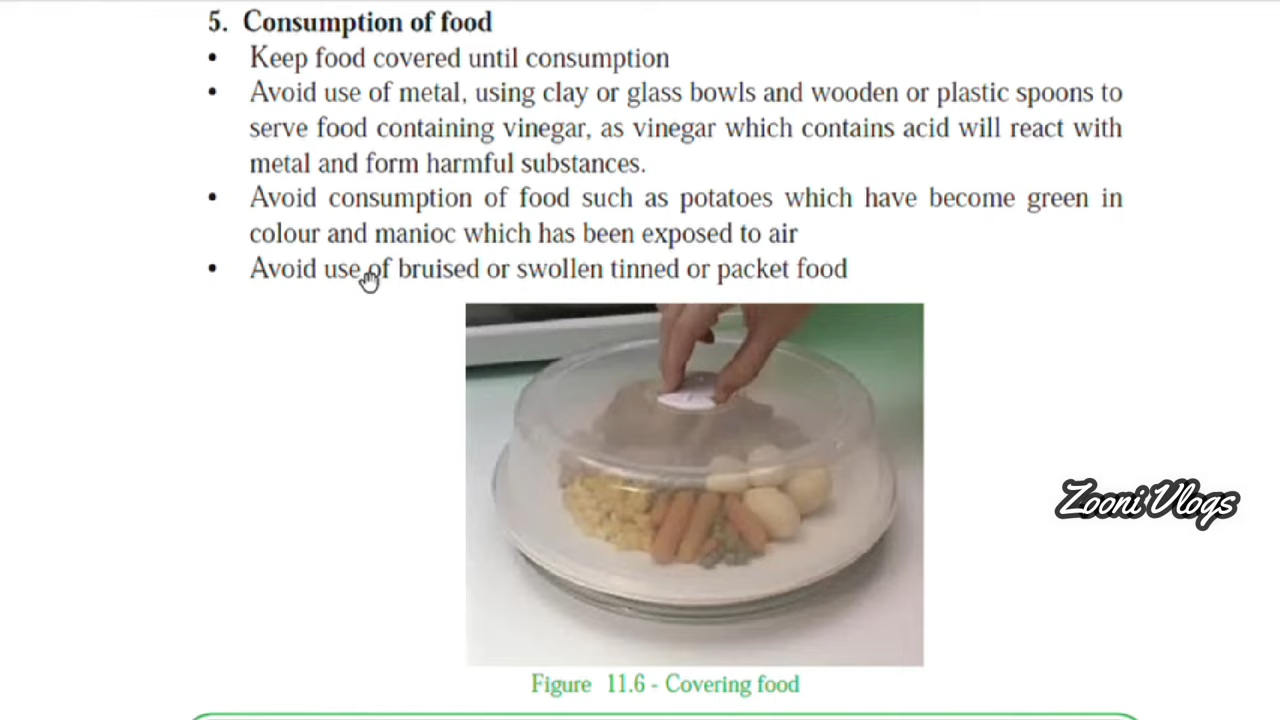 5. Consumption of food
• Keep food covered until consumption
• Avoid use of metal, using clay or glass bowls and wooden or plastic spoons to
serve food containing vinegar, as vinegar which contains acid will react with
metal and form harmful substances.
• Avoid consumption of food such as potatoes which have become green in
colour and manioc which has been exposed to air
• Avoid use of bruised or swollen tinned or packet food
Zooni Vlogs
Figure 11.6 - Covering food